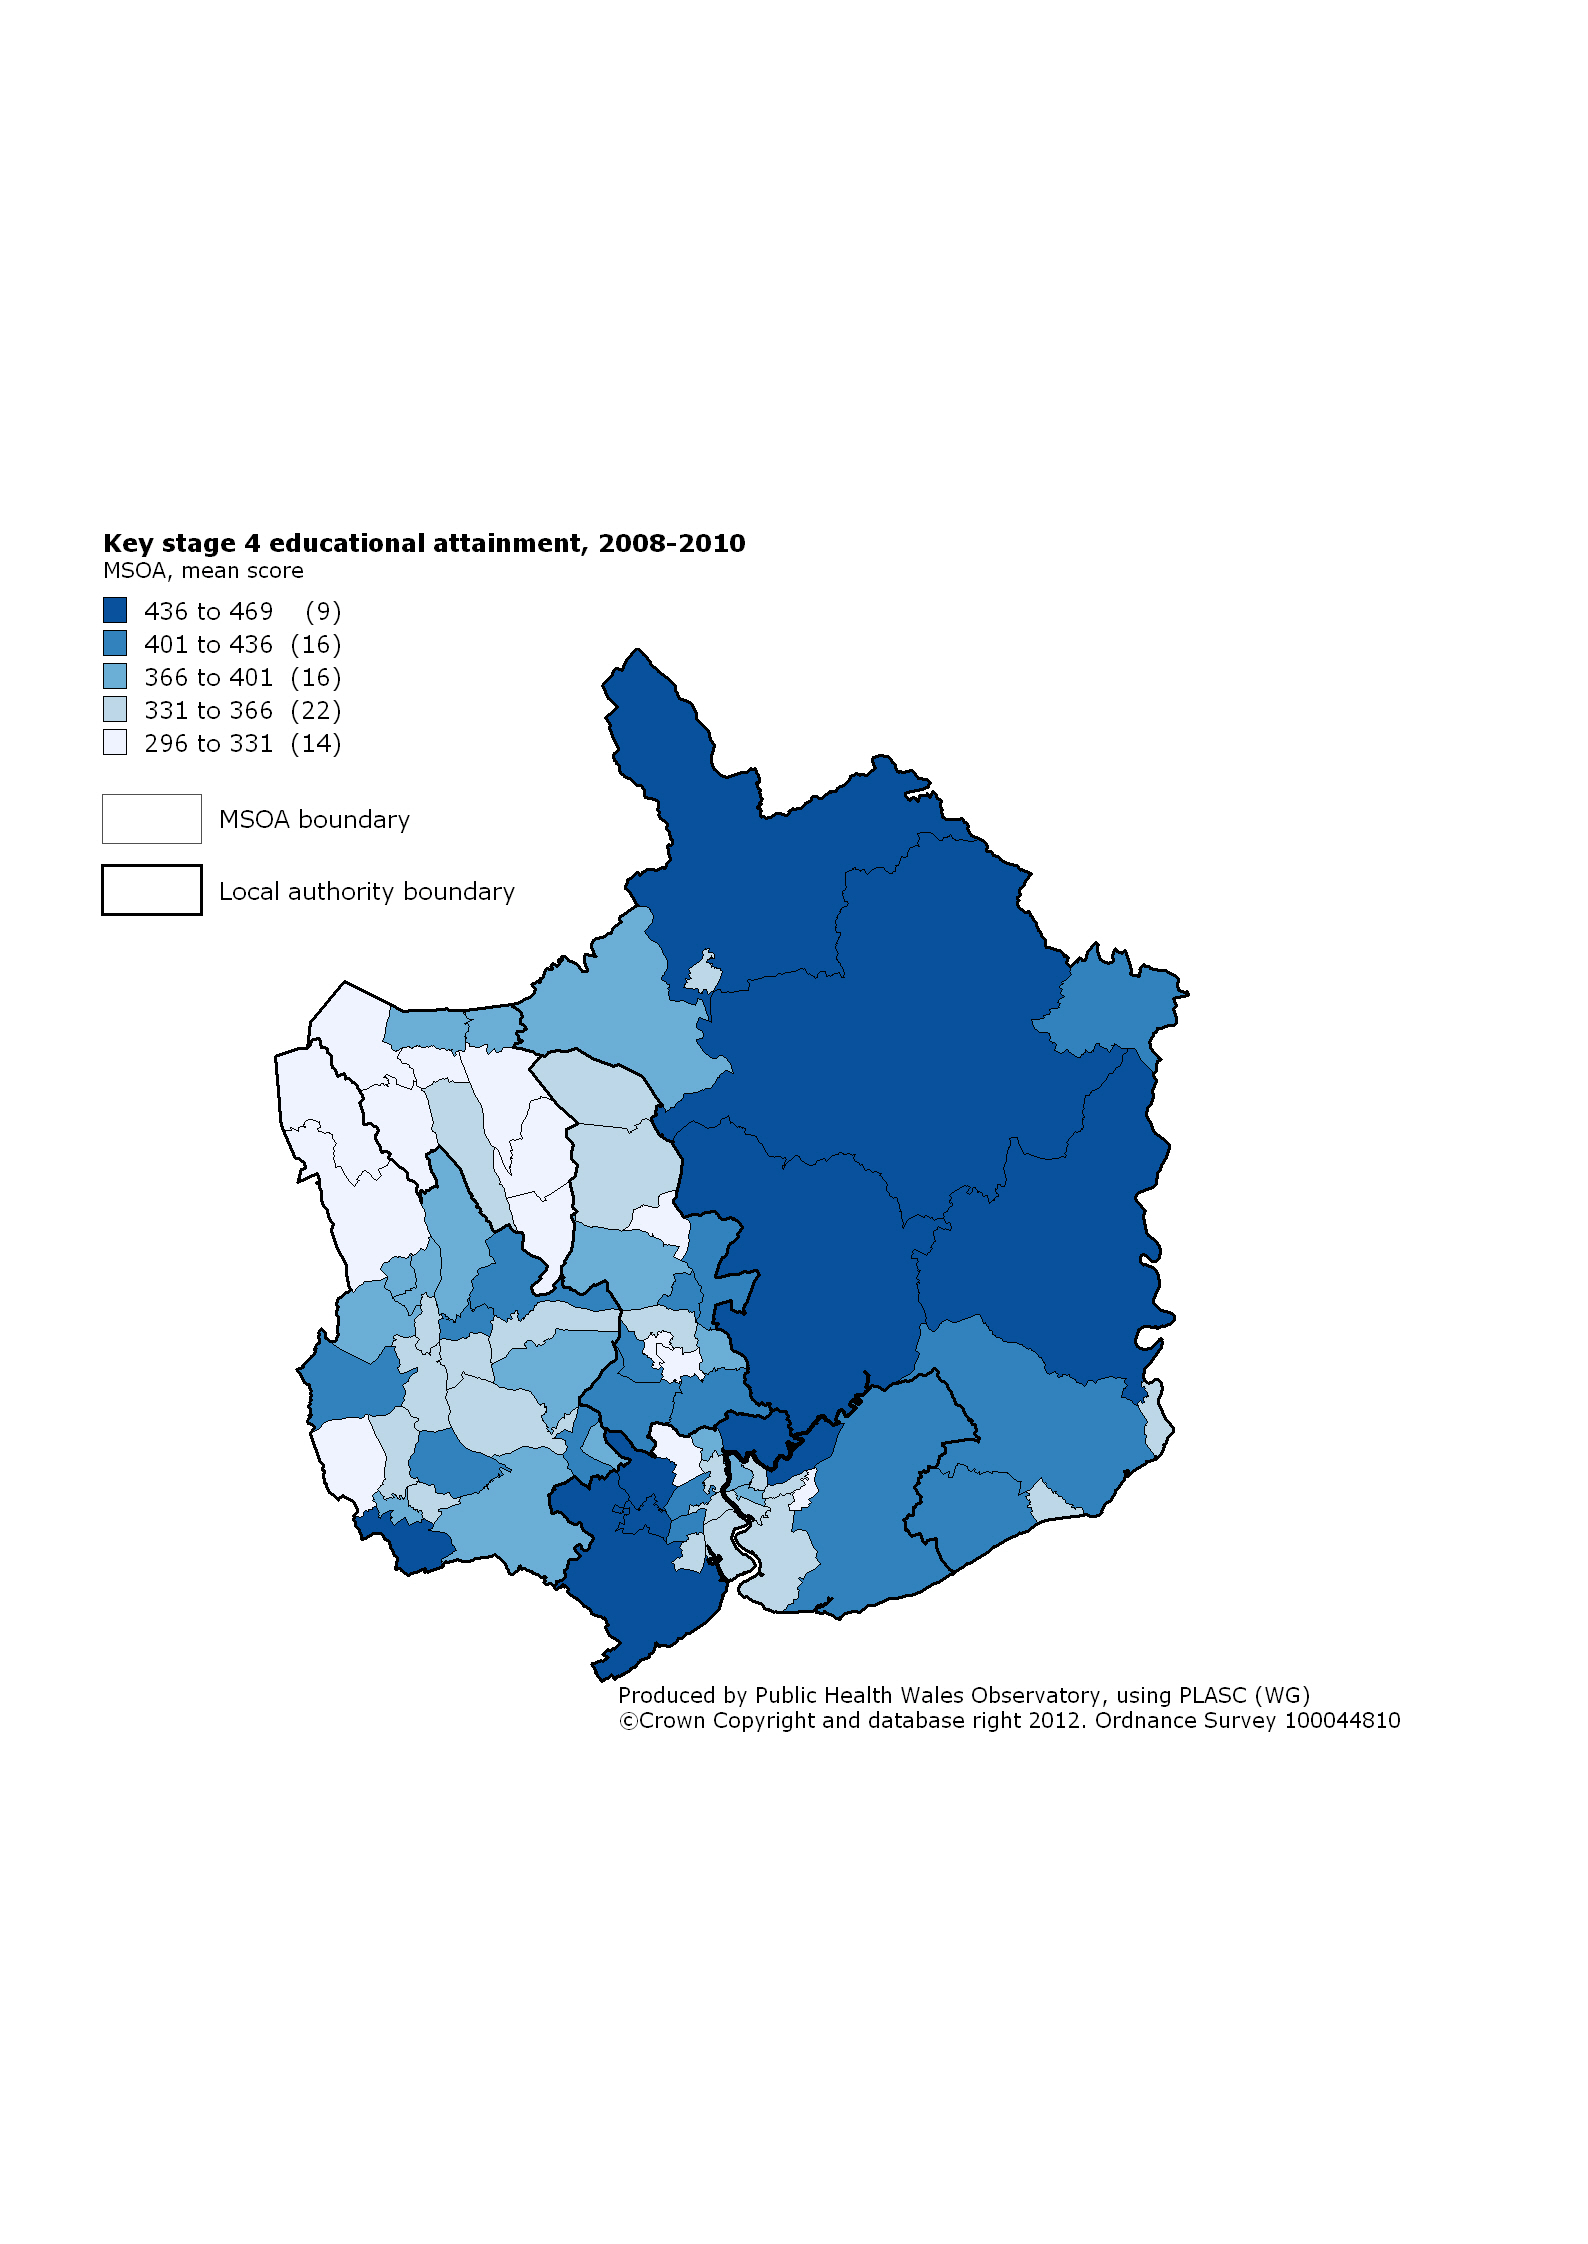 Key stage 4 educational attainment, 2008-2010
MSOA, mean score
436 to 469 (9)
401 to 436 (16)
366 to 401 (16)
331 to 366 (22)
296 to 331 (14)
MSOA boundary
Local authority boundary
Produced by Public Health Wales Observatory, using PLASC (WG)
©Crown Copyright and database right 2012. Ordnance Survey 100044810